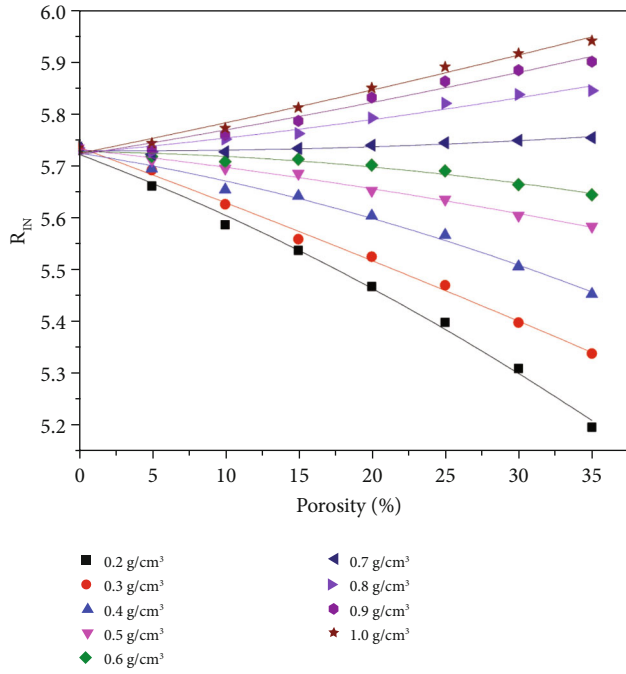 6.0
5.9
5.8
5.7
5.6
5.5
5.4
5.3
5.2
R_IN
0 5 10 15 20 25 30 35
Porosity (%)
0.2 g/cm³
0.3 g/cm³
0.4 g/cm³
0.5 g/cm³
0.6 g/cm³
0.7 g/cm³
0.8 g/cm³
0.9 g/cm³
1.0 g/cm³